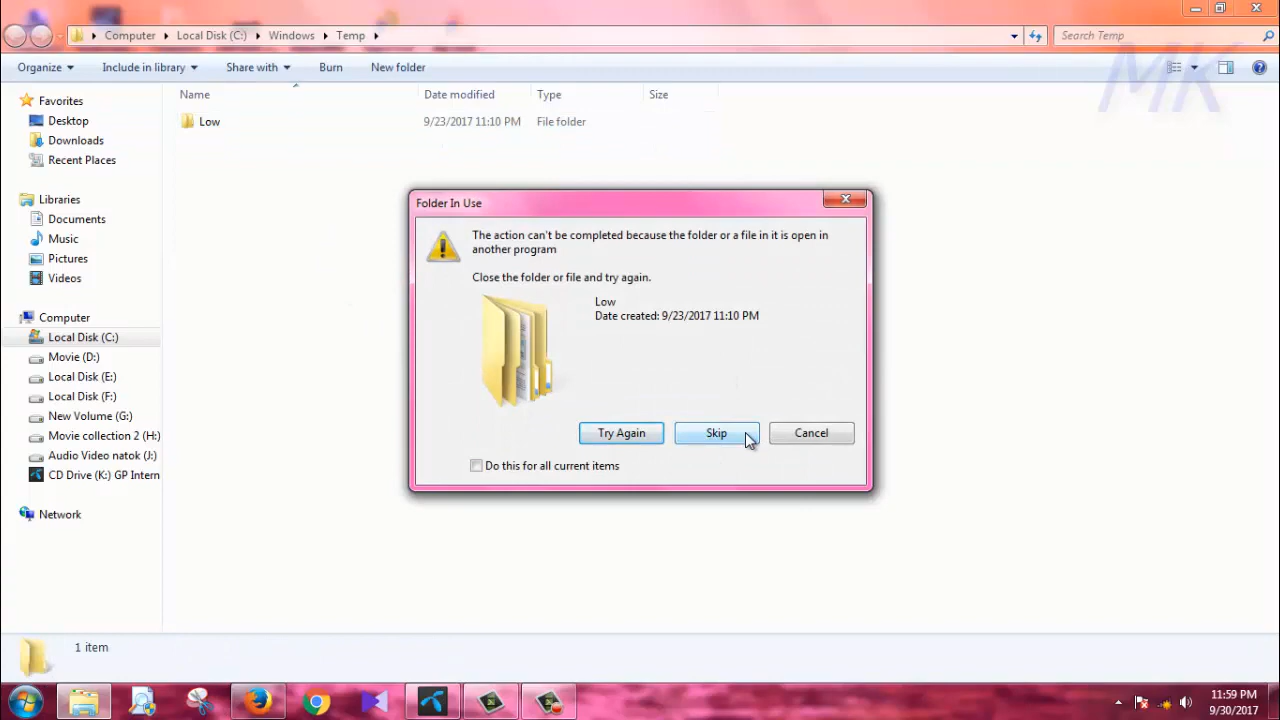 Computer Local Disk (C:) Windows Temp
Search Temp
Organize Include in library Share with Burn New folder
MK
Name Date modified Type Size
Low 9/23/2017 11:10 PM File folder
Favorites
Desktop
Downloads
Recent Places
Libraries
Documents
Music
Pictures
Videos
Computer
Local Disk (C:)
Movie (D:)
Local Disk (E:)
Local Disk (F:)
New Volume (G:)
Movie collection 2 (H:)
Audio Video natok (J:)
CD Drive (K:) GP Intern
Network
Folder In Use
The action can't be completed because the folder or a file in it is open in
another program
Close the folder or file and try again.
Low
Date created: 9/23/2017 11:10 PM
Try Again Skip Cancel
Do this for all current items
1 item
11:59 PM
9/30/2017